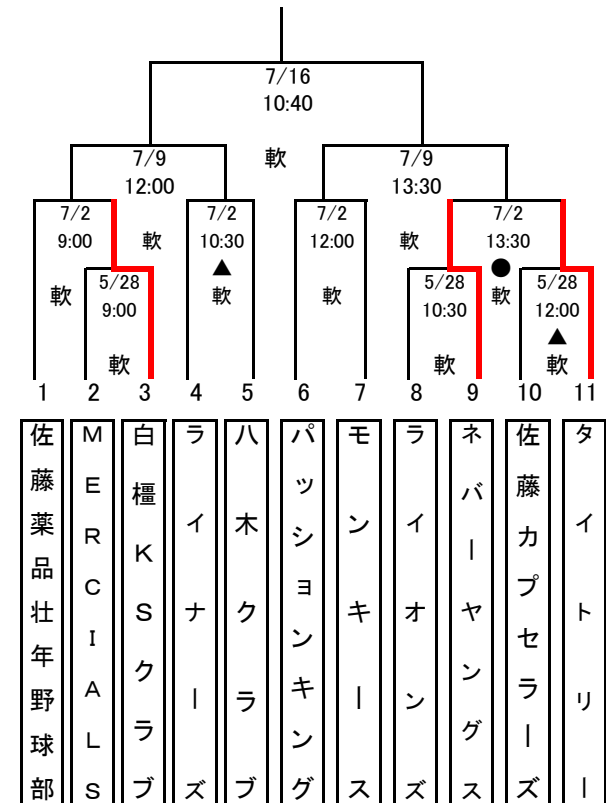 7/16
10:40
軟
7/9
12:00
7/9
13:30
7/2
9:00
軟
7/2
10:30
▲
軟
7/2
12:00
軟
7/2
13:30
●
軟
軟
5/28
9:00
軟
軟
5/28
10:30
軟
5/28
12:00
▲
軟
1 2 3 4 5 6 7 8 9 10 11
佐藤薬品壮年野球部
MERCIALS
白橿KSクラブ
ライナーズ
八木クラブ
パッションキング
モンキース
ライオンズ
ネバーヤングス
佐藤カプセラーズ
タイトリー